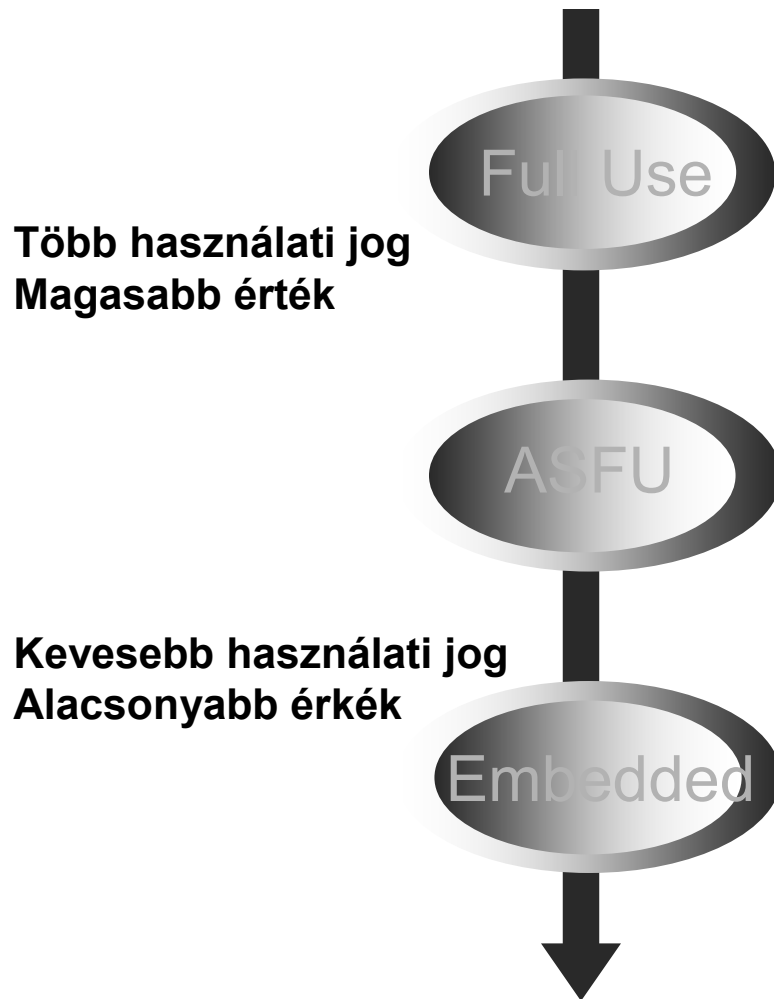 Full Use
Több használati jog
Magasabb érték
ASFU
Kevesebb használati jog
Alacsonyabb érkék
Embedded